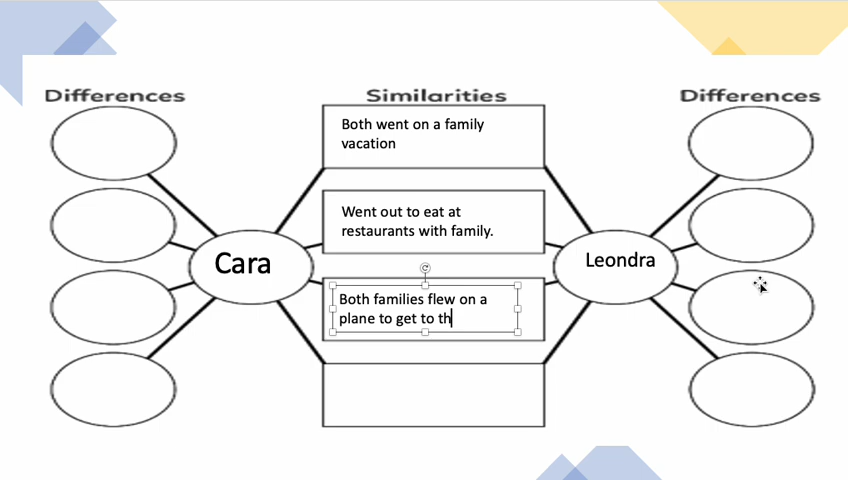 Differences
Similarities
Differences
Both went on a family
vacation
Went out to eat at
restaurants with family.
Cara
Leondra
Both families flew on a
plane to get to th